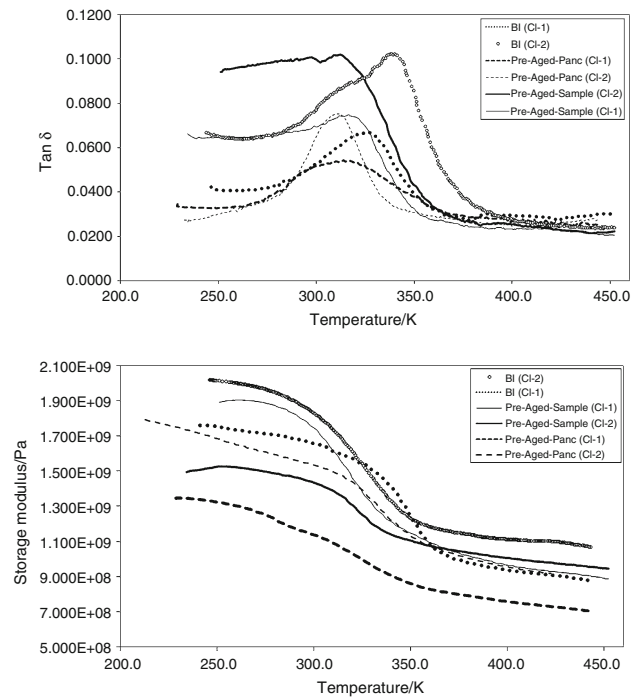 0.1200
0.1000
0.0800
0.0600
0.0400
0.0200
0.0000
Tan δ
200.0 250.0 300.0 350.0 400.0 450.0
Temperature/K
BI (Cl-1)
BI (Cl-2)
Pre-Aged-Panc (Cl-1)
Pre-Aged-Panc (Cl-2)
Pre-Aged-Sample (Cl-2)
Pre-Aged-Sample (Cl-1)
2.100E+09
1.900E+09
1.700E+09
1.500E+09
1.300E+09
1.100E+09
9.000E+08
7.000E+08
5.000E+08
Storage modulus/Pa
200.0 250.0 300.0 350.0 400.0 450.0
Temperature/K
BI (Cl-2)
BI (Cl-1)
Pre-Aged-Sample (Cl-1)
Pre-Aged-Sample (Cl-2)
Pre-Aged-Panc (Cl-1)
Pre-Aged-Panc (Cl-2)